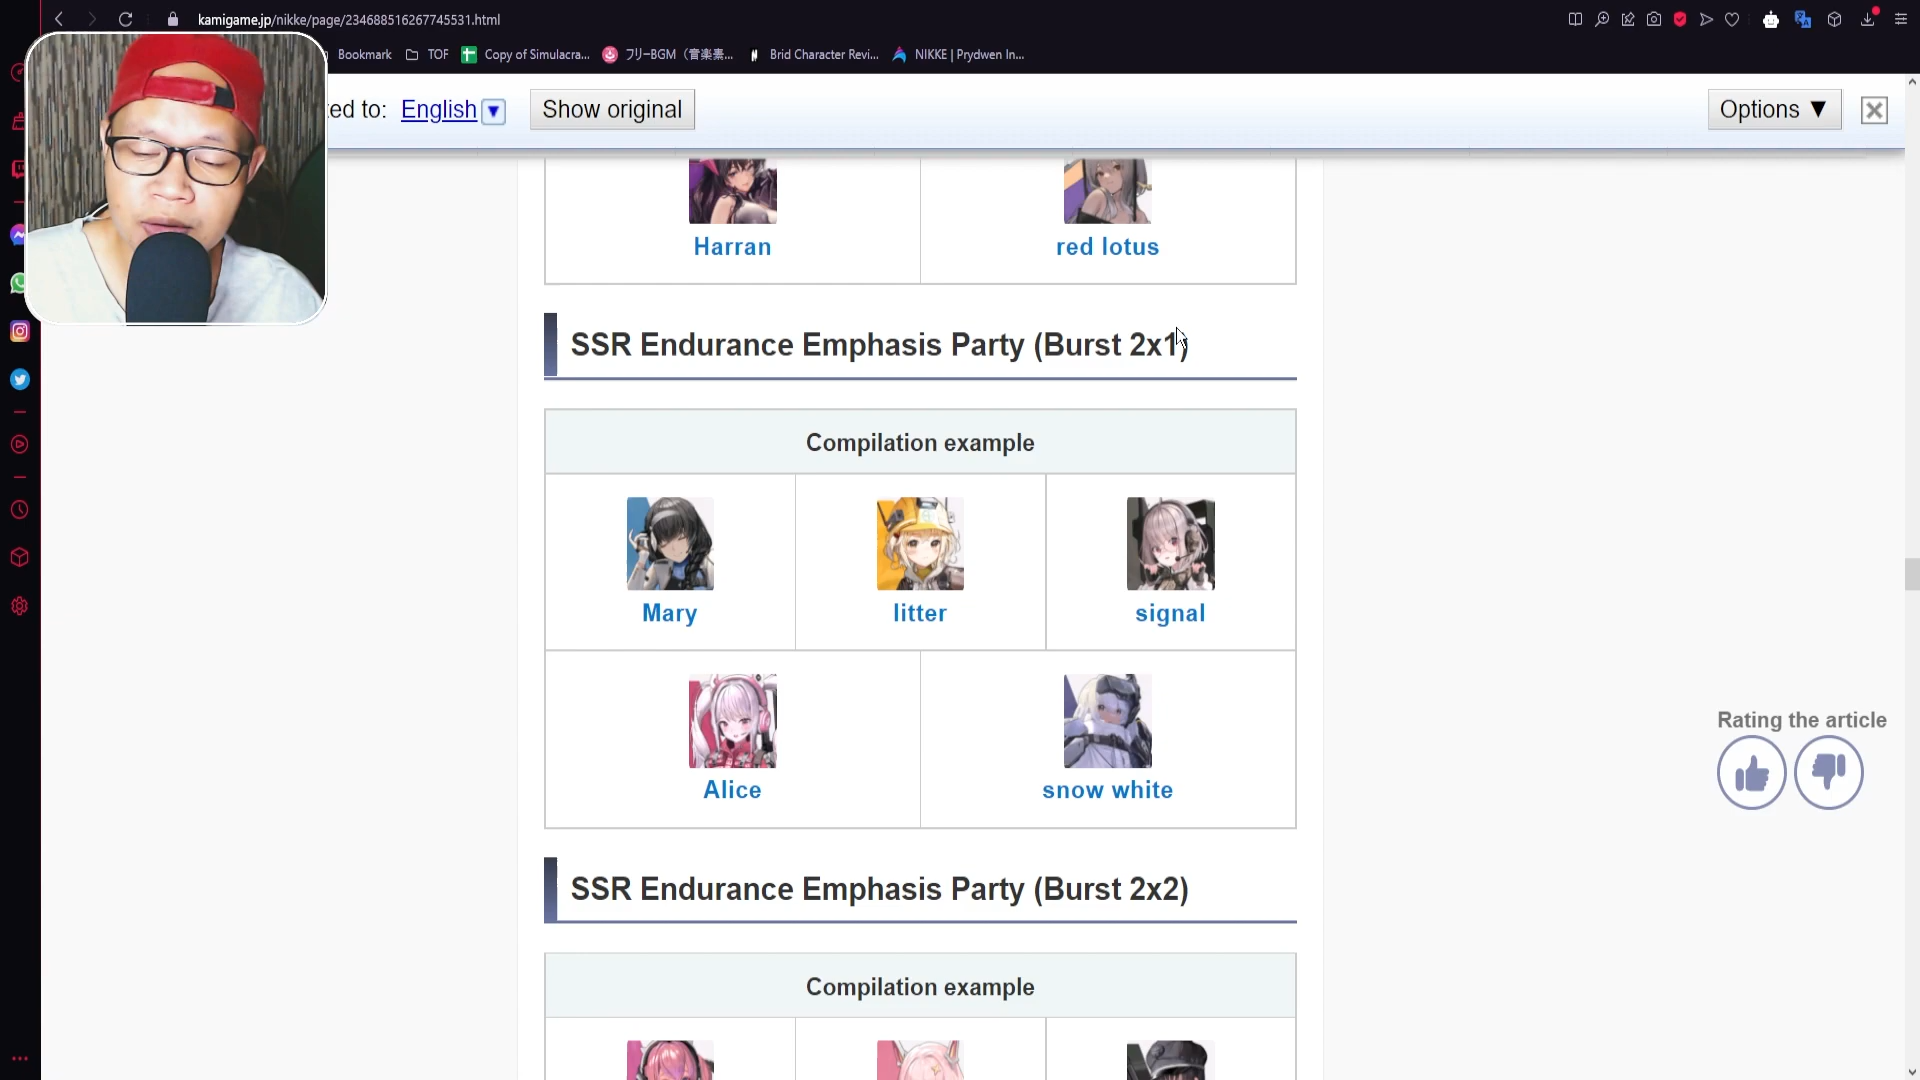 kamigame.jp/nikke/page/234688516267745531.html
Bookmark
TOF
Copy of Simulacra...
フリーBGM（音楽素...
Brid Character Revi...
NIKKE | Prydwen In...
ed to: English ▼
Show original
Options ▼
Harran
red lotus
SSR Endurance Emphasis Party (Burst 2x1)
Compilation example
Mary
litter
signal
Alice
snow white
Rating the article
SSR Endurance Emphasis Party (Burst 2x2)
Compilation example